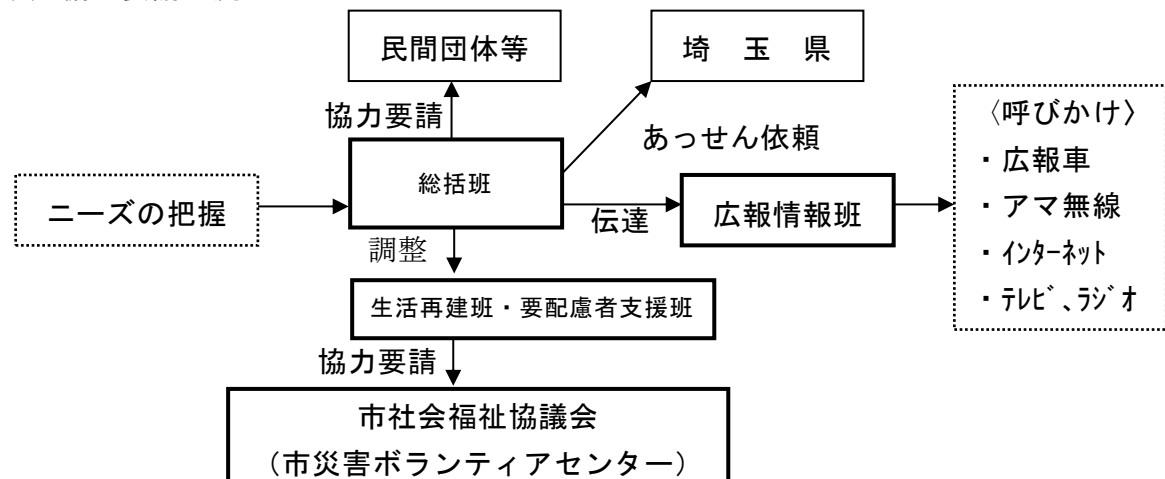 民間団体等
埼 玉 県
協力要請
あっせん依頼
〈呼びかけ〉
・広報車
・アマ無線
・ｲﾝﾀｰﾈｯﾄ
・ﾃﾚﾋﾞ、ﾗｼﾞｵ
総括班
ニーズの把握
伝達
広報情報班
調整
生活再建班・要配慮者支援班
協力要請
市社会福祉協議会
（市災害ボランティアセンター）